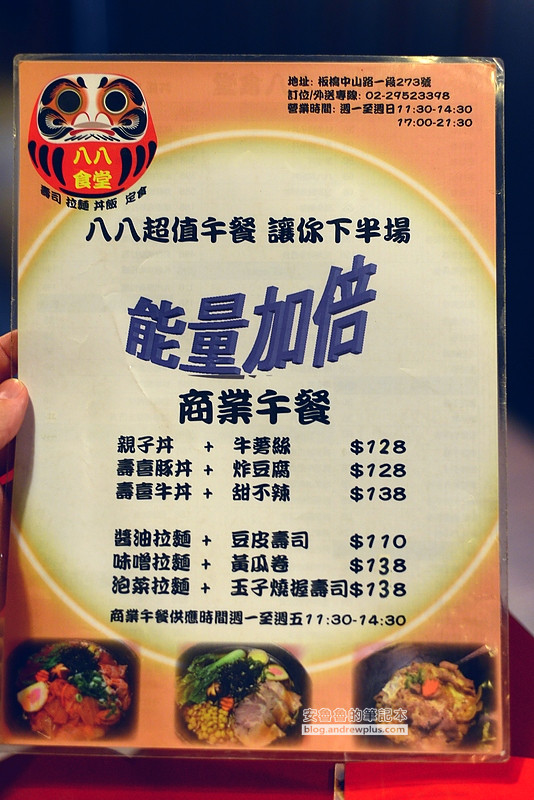 八八
食堂
壽司 拉麵 丼飯 定食
地址: 板橋中山路一段273號
訂位/外送專線: 02-29523398
營業時間: 週一至週日11:30-14:30
17:00-21:30
八八超值午餐 讓你下半場
能量加倍
商業午餐
親子丼 + 牛蒡絲 $128
壽喜豚丼 + 炸豆腐 $128
壽喜牛丼 + 甜不辣 $138
醬油拉麵 + 豆皮壽司 $110
味噌拉麵 + 黃瓜卷 $138
泡菜拉麵 + 玉子燒握壽司 $138
商業午餐供應時間週一至週五11:30-14:30
安魯魯的筆記本
blog.andrewplus.com